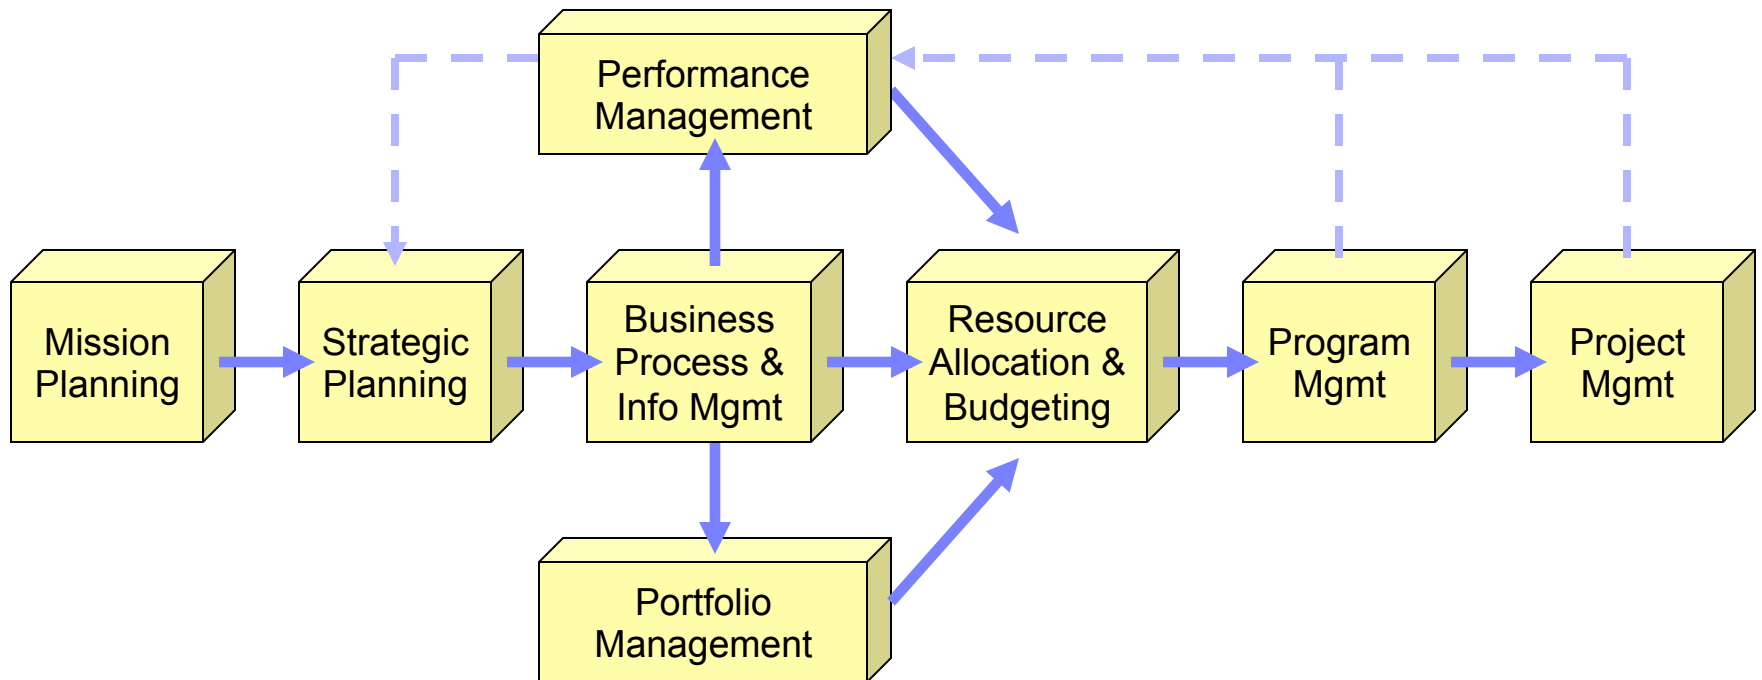 Performance
Management
Mission
Planning
Strategic
Planning
Business
Process &
Info Mgmt
Resource
Allocation &
Budgeting
Program
Mgmt
Project
Mgmt
Portfolio
Management